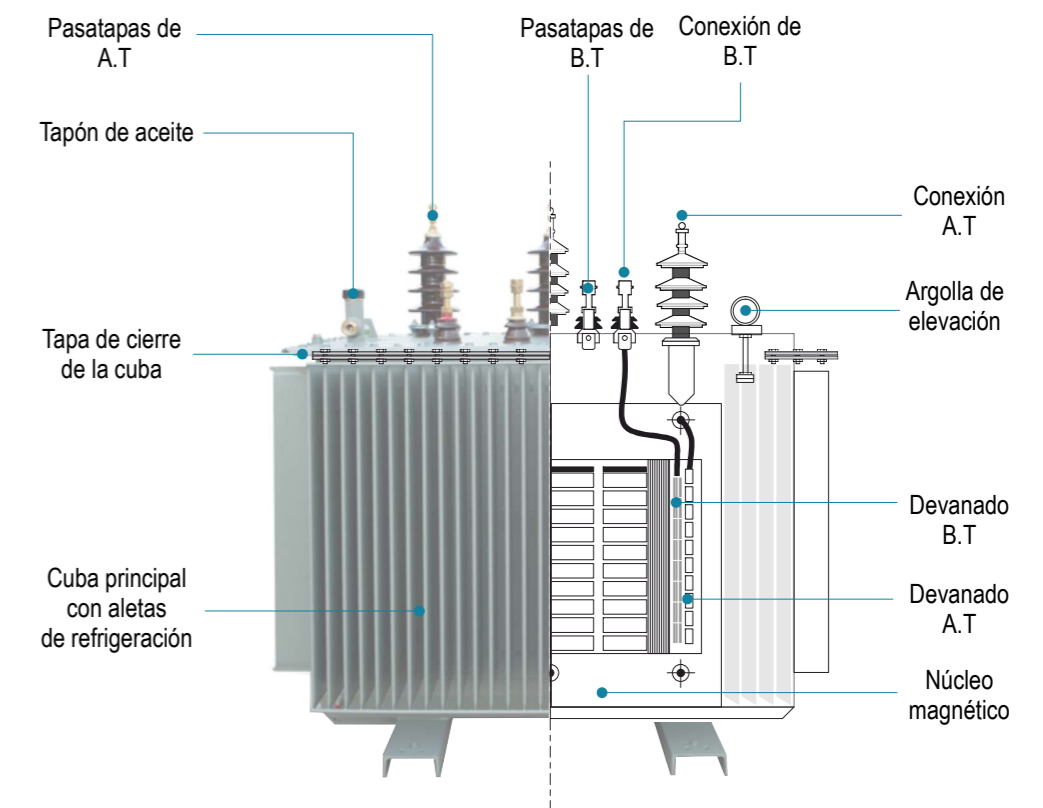 Pasatapas de
A.T
Pasatapas de
B.T
Conexión de
B.T
Tapón de aceite
Conexión
A.T
Argolla de
elevación
Tapa de cierre
de la cuba
Devanado
B.T
Cuba principal
con aletas
de refrigeración
Devanado
A.T
Núcleo
magnético